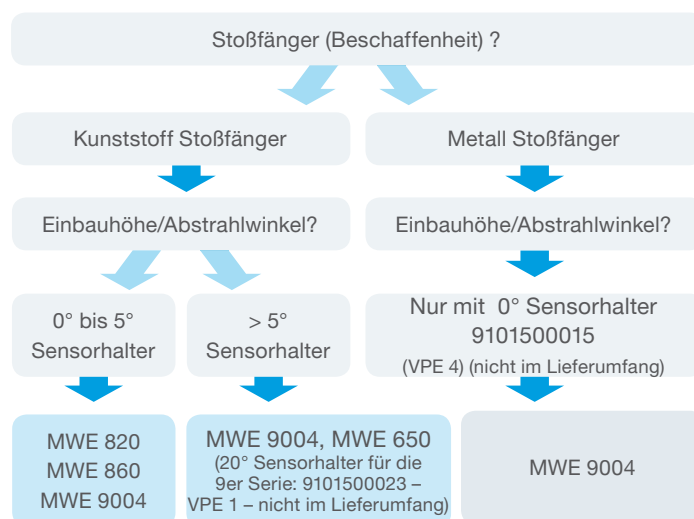 Stoßfänger (Beschaffenheit) ?
Kunststoff Stoßfänger
Metall Stoßfänger
Einbauhöhe/Abstrahlwinkel?
Einbauhöhe/Abstrahlwinkel?
0° bis 5°
Sensorhalter
> 5°
Sensorhalter
Nur mit 0° Sensorhalter
9101500015
(VPE 4) (nicht im Lieferumfang)
MWE 820
MWE 860
MWE 9004
MWE 9004, MWE 650
(20° Sensorhalter für die
9er Serie: 9101500023 –
VPE 1 – nicht im Lieferumfang)
MWE 9004